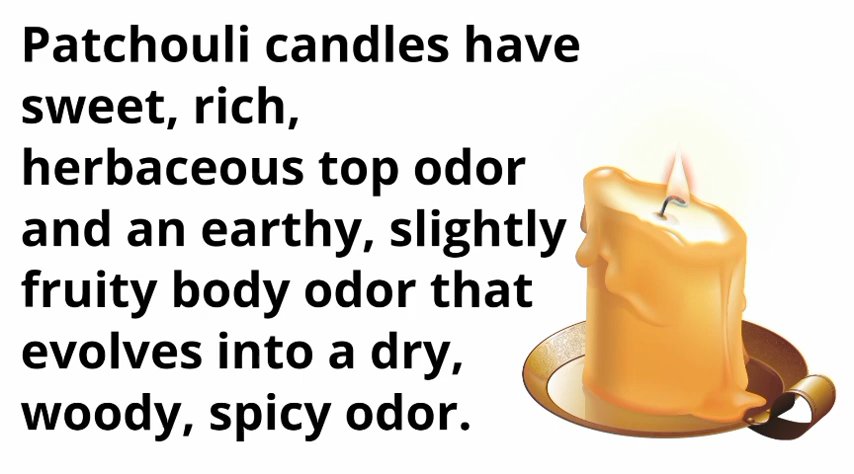 Patchouli candles have
sweet, rich,
herbaceous top odor
and an earthy, slightly
fruity body odor that
evolves into a dry,
woody, spicy odor.